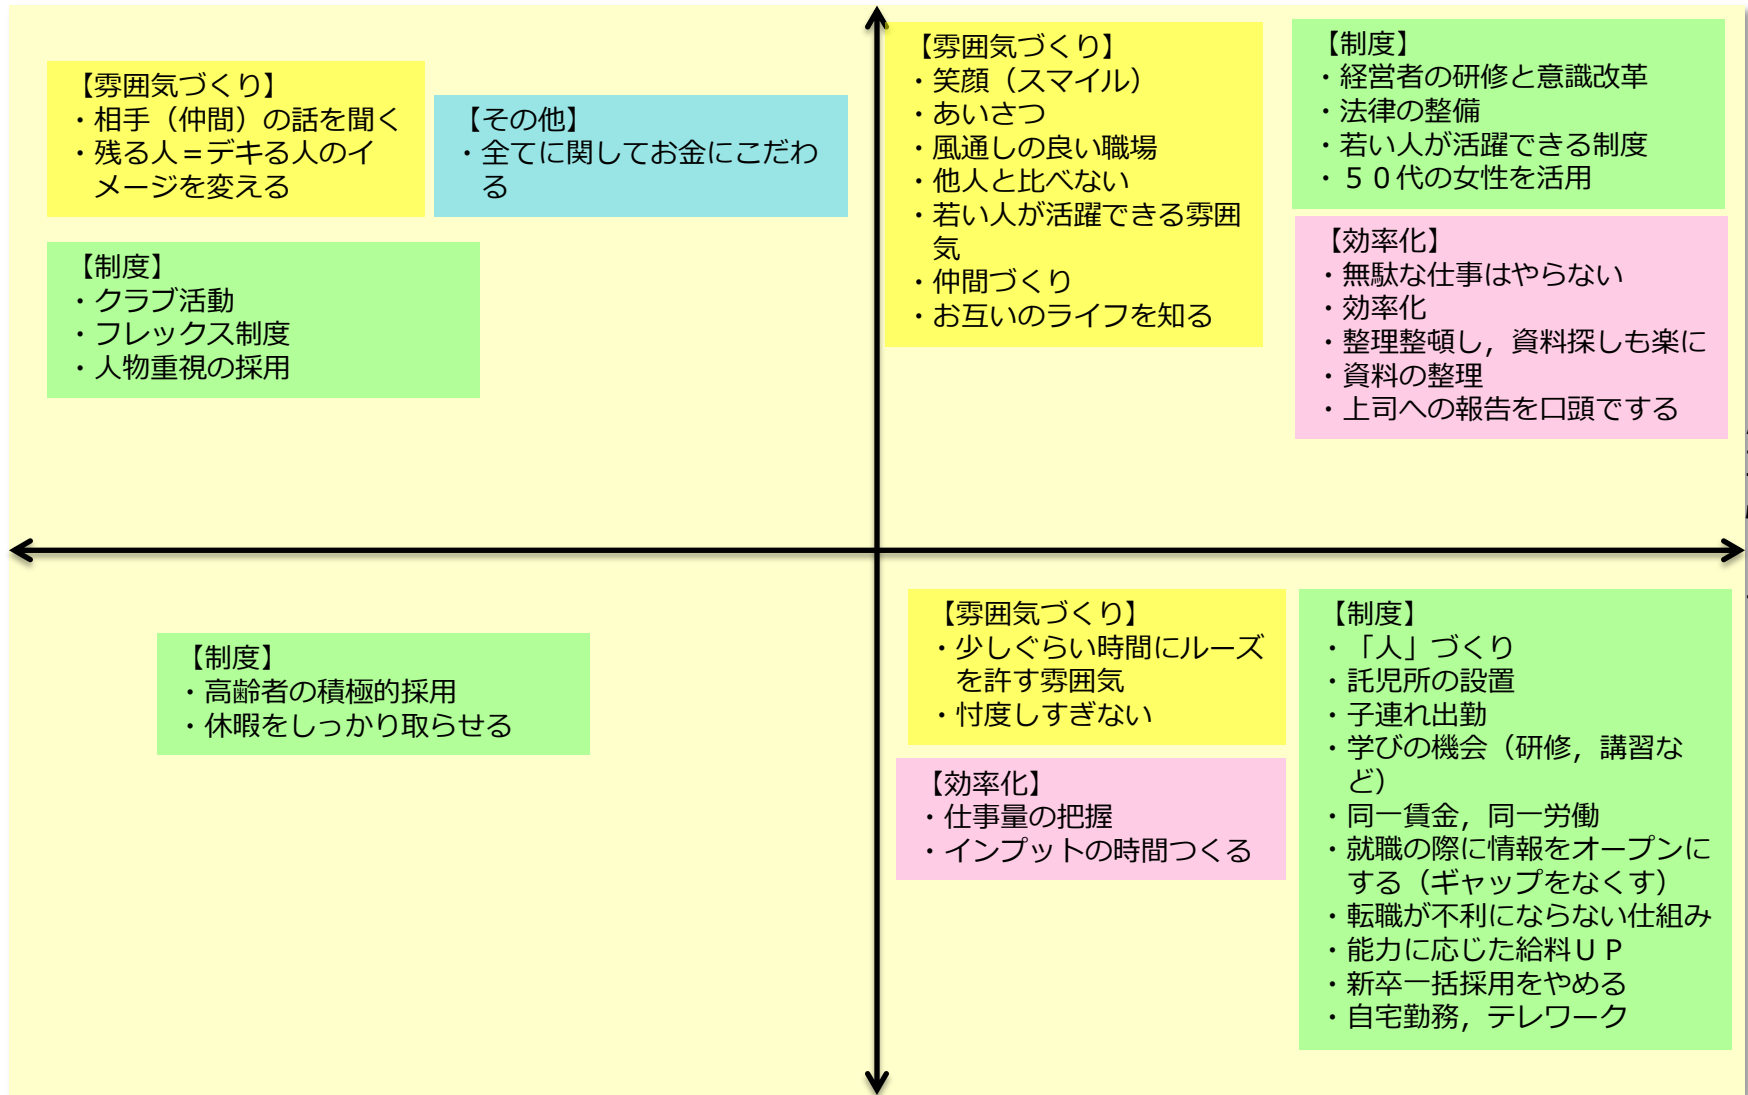 【雰囲気づくり】
・相手（仲間）の話を聞く
・残る人＝デキる人のイ
メージを変える
【その他】
・全てに関してお金にこだわ
る
【制度】
・クラブ活動
・フレックス制度
・人物重視の採用
【雰囲気づくり】
・笑顔（スマイル）
・あいさつ
・風通しの良い職場
・他人と比べない
・若い人が活躍できる雰囲
気
・仲間づくり
・お互いのライフを知る
【制度】
・経営者の研修と意識改革
・法律の整備
・若い人が活躍できる制度
・５０代の女性を活用
【効率化】
・無駄な仕事はやらない
・効率化
・整理整頓し，資料探しも楽に
・資料の整理
・上司への報告を口頭でする
【制度】
・高齢者の積極的採用
・休暇をしっかり取らせる
【雰囲気づくり】
・少しぐらい時間にルーズ
を許す雰囲気
・忖度しすぎない
【効率化】
・仕事量の把握
・インプットの時間つくる
【制度】
・「人」づくり
・託児所の設置
・子連れ出勤
・学びの機会（研修，講習な
ど）
・同一賃金，同一労働
・就職の際に情報をオープンに
する（ギャップをなくす）
・転職が不利にならない仕組み
・能力に応じた給料ＵＰ
・新卒一括採用をやめる
・自宅勤務，テレワーク